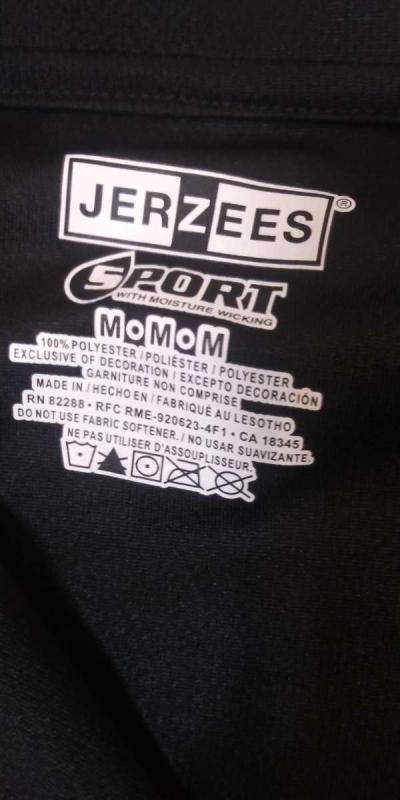 JERZEES ®
SPORT
WITH MOISTURE WICKING
M•M•M
100% POLYESTER / POLIÉSTER / POLYESTER
EXCLUSIVE OF DECORATION / EXCEPTO DECORACIÓN
GARNITURE NON COMPRISE
MADE IN / HECHO EN / FABRIQUÉ AU LESOTHO
RN 82288 • RFC RME-920623-4F1 • CA 18345
DO NOT USE FABRIC SOFTENER. / NO USAR SUAVIZANTE.
NE PAS UTILISER D'ASSOUPLISSEUR.